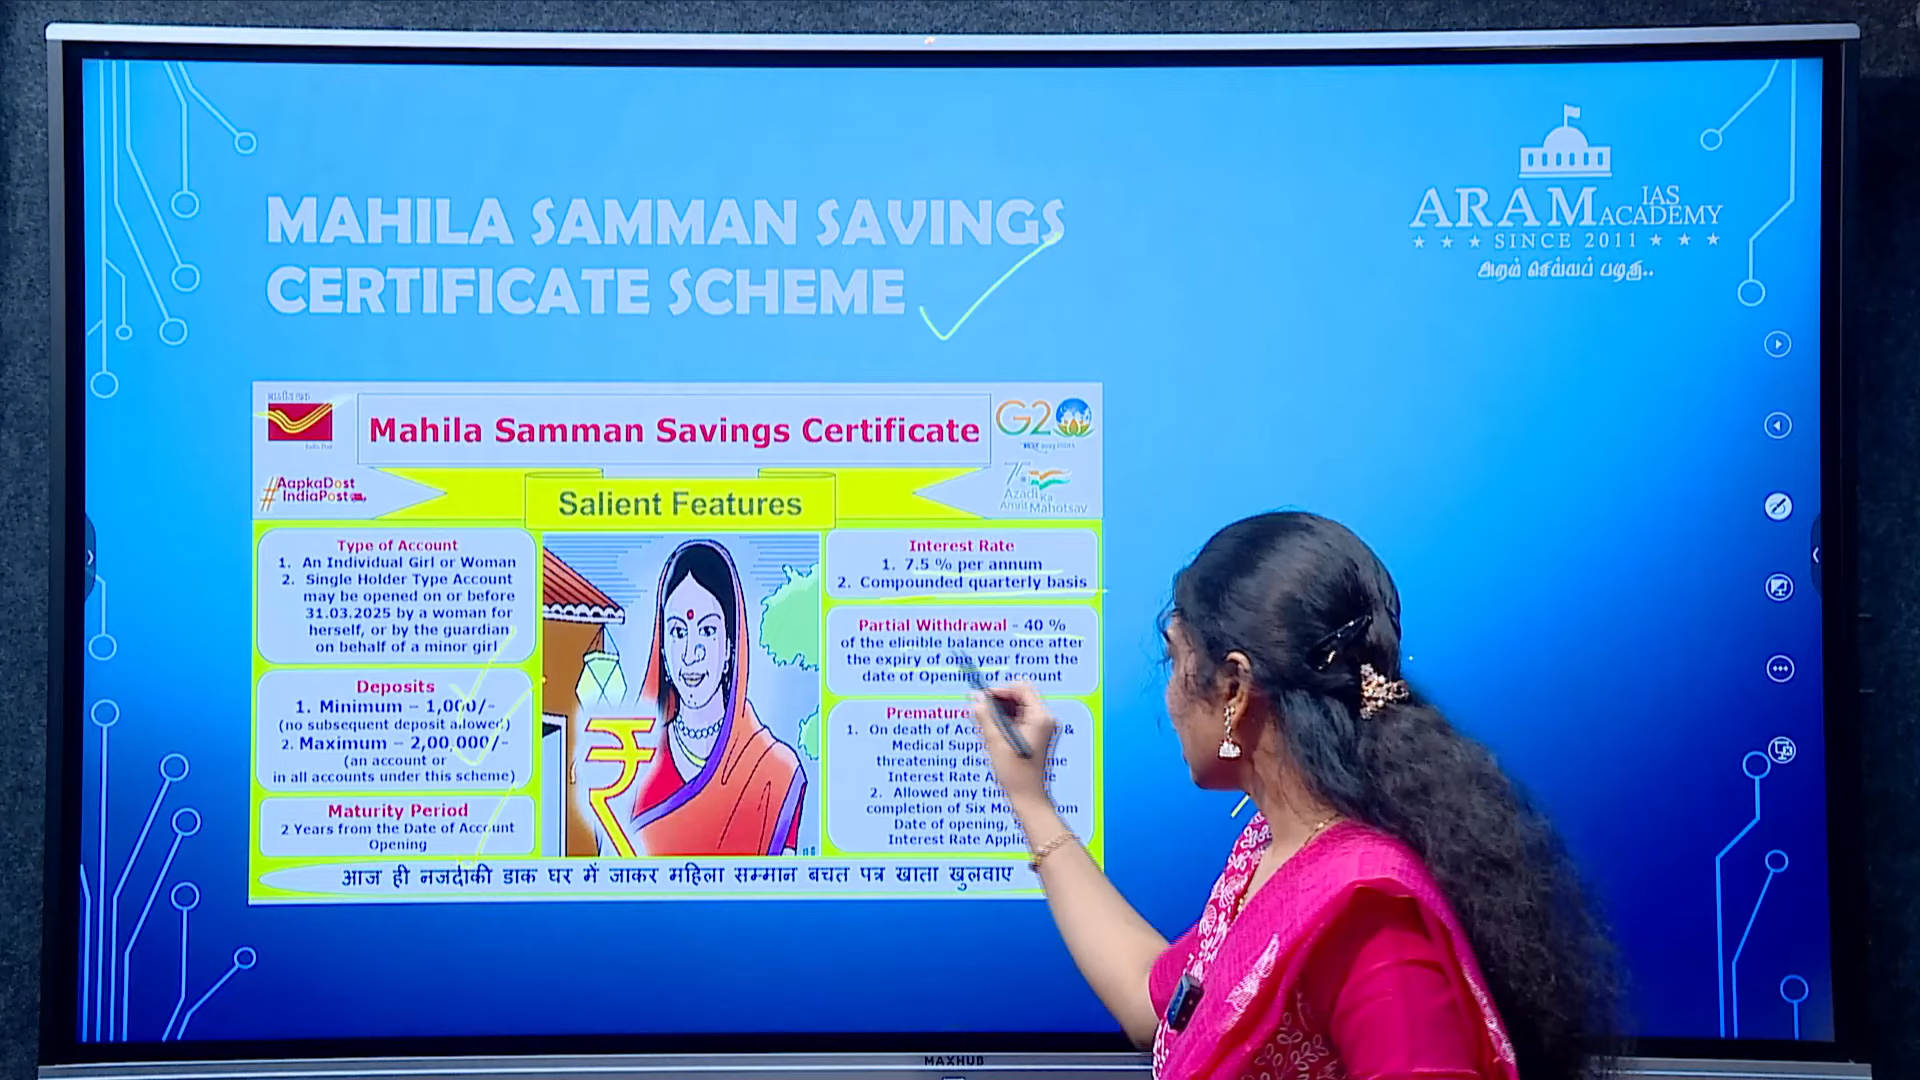 MAHILA SAMMAN SAVINGS
CERTIFICATE SCHEME
ARAM IAS
ACADEMY
★ ★ ★ SINCE 2011 ★ ★ ★
அறம் செய்யப் பழகு..
Mahila Samman Savings Certificate
G20
#AapkaDost
IndiaPost
Azadi Ka
Amrit Mahotsav
Salient Features
Type of Account
1. An Individual Girl or Woman
2. Single Holder Type Account
may be opened on or before
31.03.2025 by a woman for
herself, or by the guardian
on behalf of a minor girl
Deposits
1. Minimum – 1,000/-
(no subsequent deposit allowed)
2. Maximum – 2,00,000/-
(an account or
in all accounts under this scheme)
Maturity Period
2 Years from the Date of Account
Opening
Interest Rate
1. 7.5 % per annum
2. Compounded quarterly basis
Partial Withdrawal - 40 %
of the eligible balance once after
the expiry of one year from the
date of Opening of account
Premature
1. On death of &
Medical
threatening
Interest Rate
2. Allowed any
completion of Six
Date of opening,
Interest Rate
आज ही नजदीकी डाक घर में जाकर महिला सम्मान बचत पत्र खाता खुलवाए
MAXHUB